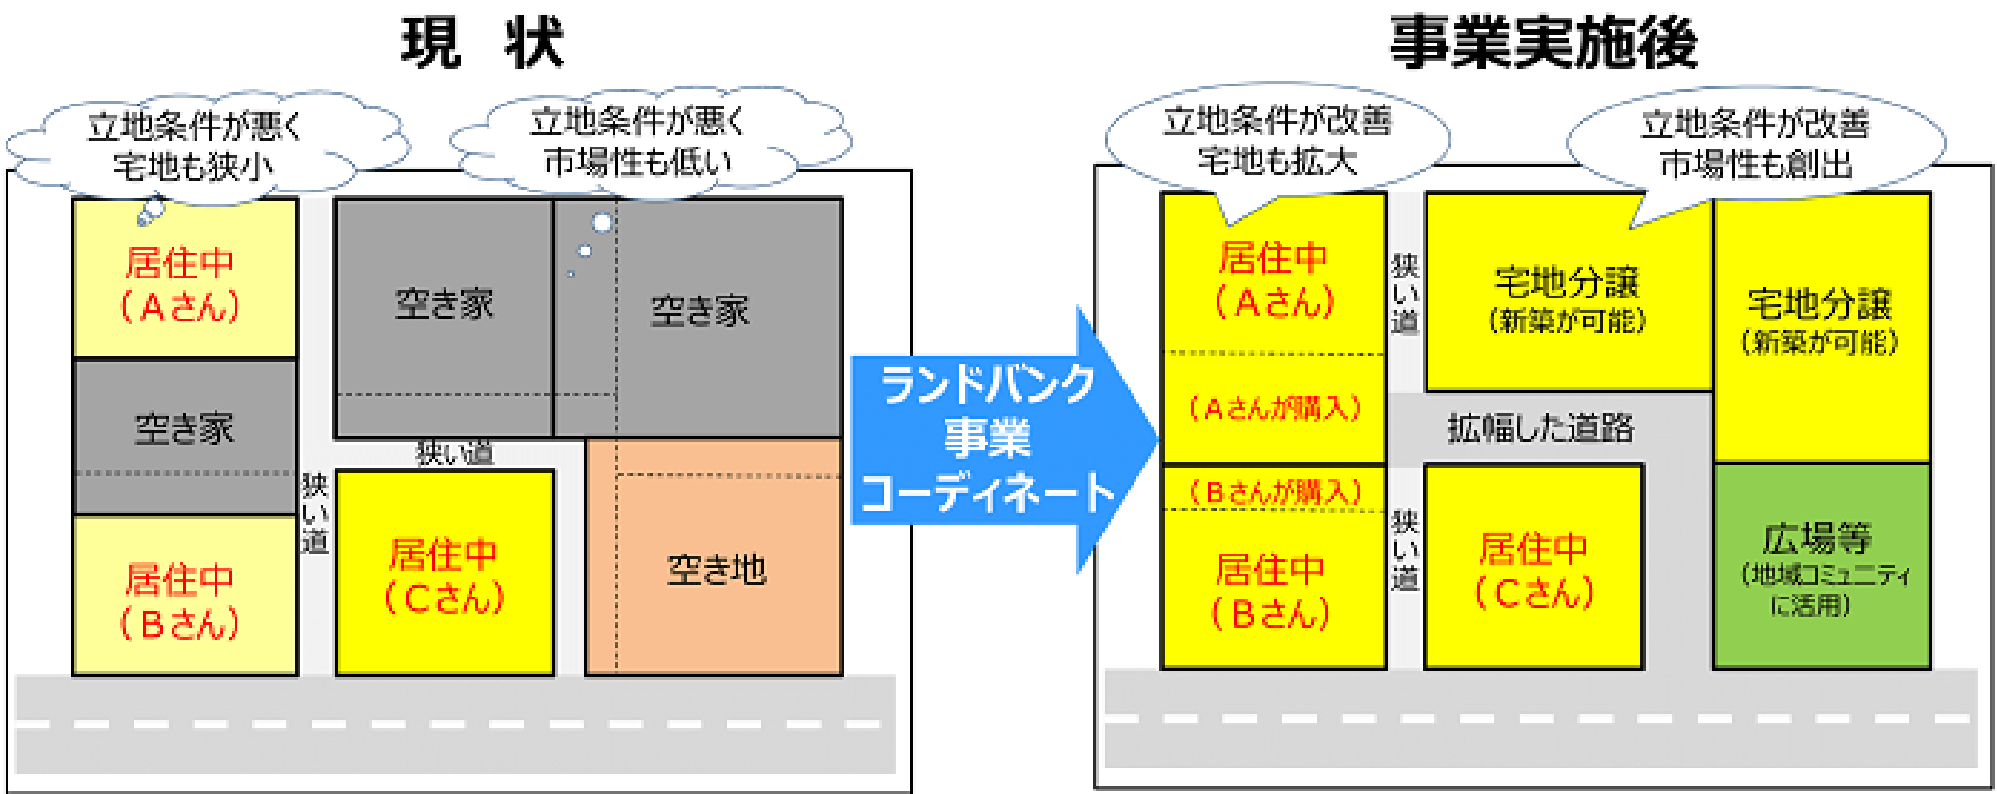 現 状
立地条件が悪く
宅地も狭小
立地条件が悪く
市場性も低い
居住中
（Aさん）
空き家
居住中
（Bさん）
狭い道
空き家
空き家
狭い道
居住中
（Cさん）
空き地
ランドバンク
事業
コーディネート
事業実施後
立地条件が改善
宅地も拡大
立地条件が改善
市場性も創出
居住中
（Aさん）
（Aさんが購入）
（Bさんが購入）
居住中
（Bさん）
狭い道
狭い道
宅地分譲
（新築が可能）
宅地分譲
（新築が可能）
拡幅した道路
居住中
（Cさん）
広場等
（地域コミュニティ
に活用）